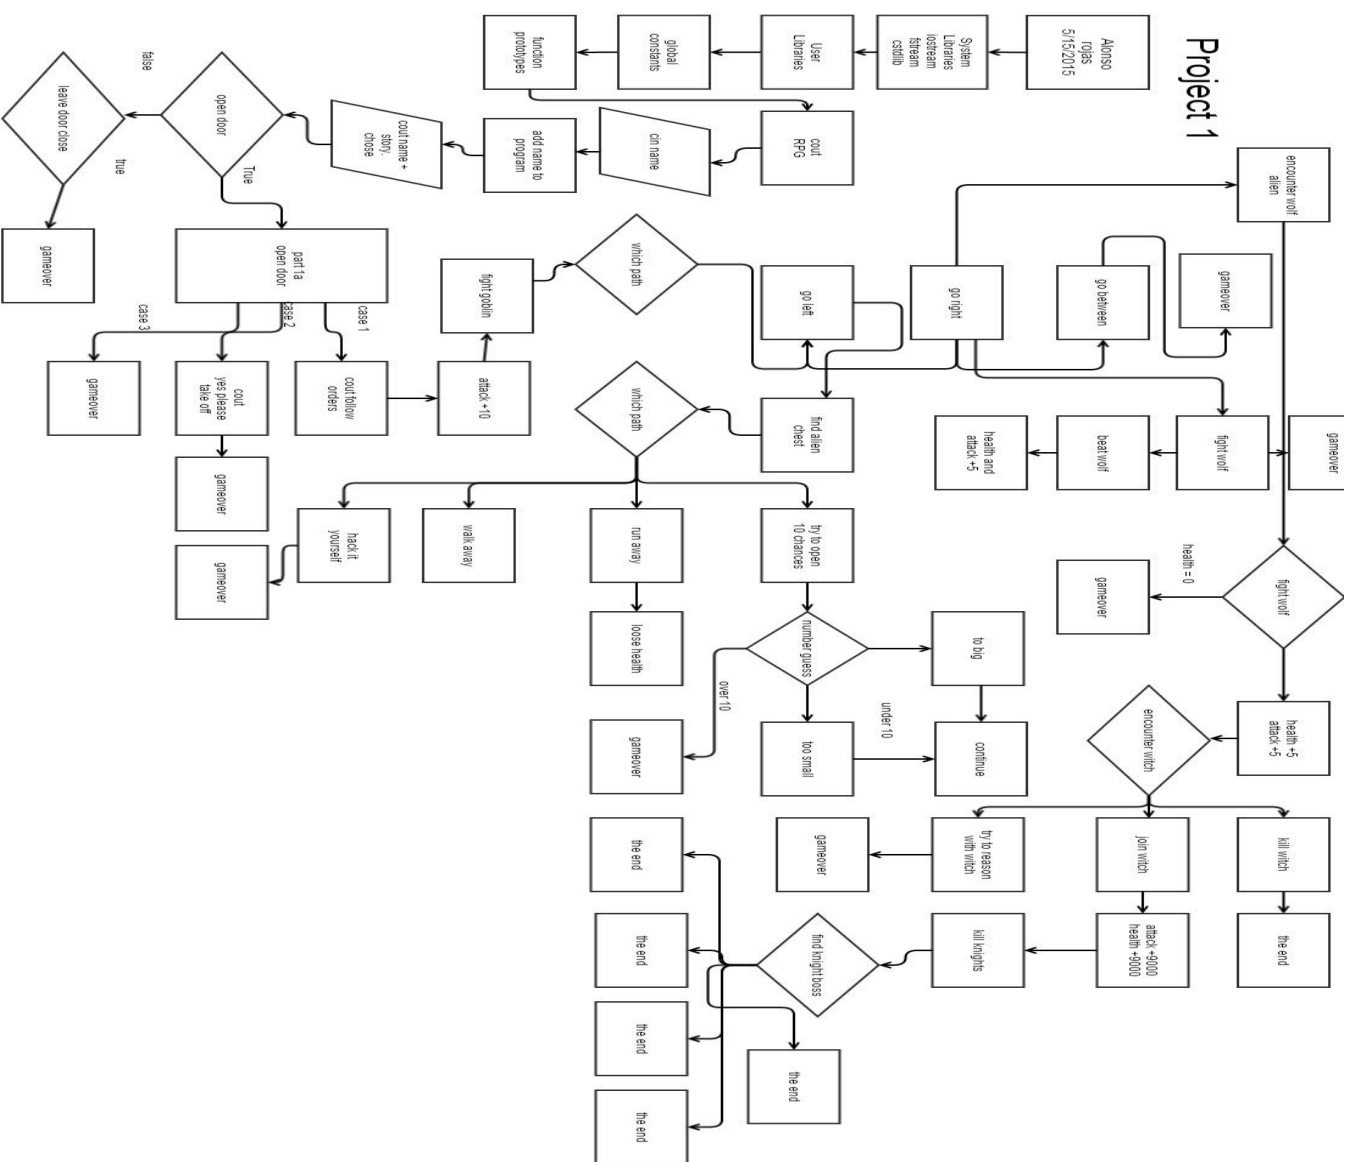 Project 1
Alonso
rojas
5/15/2015
System
Libraries
iostream
fstream
cstdlib
User
Libraries
global
constants
function
prototypes
cout
RPG
cin name
add name to
program
cout name +
story.
chose
open door
false
True
leave door close
true
gameover
part 1a
open door
case 1
case 2
case 3
cout follow
orders
cout
yes please
take off
gameover
gameover
attack +10
fight goblin
which path
go left
go right
go between
gameover
encounter wolf
alien
gameover
fight wolf
beat wolf
health and
attack +5
find alien
chest
which path
try to open
10 chances
run away
walk away
hack it
yourself
gameover
loose health
number guess
to big
too small
under 10
continue
over 10
gameover
fight wolf
health = 0
gameover
health +5
attack +5
encounter witch
kill witch
join witch
try to reason
with witch
gameover
the end
attack +9000
health +9000
kill knights
find knight boss
the end
the end
the end
the end
the end